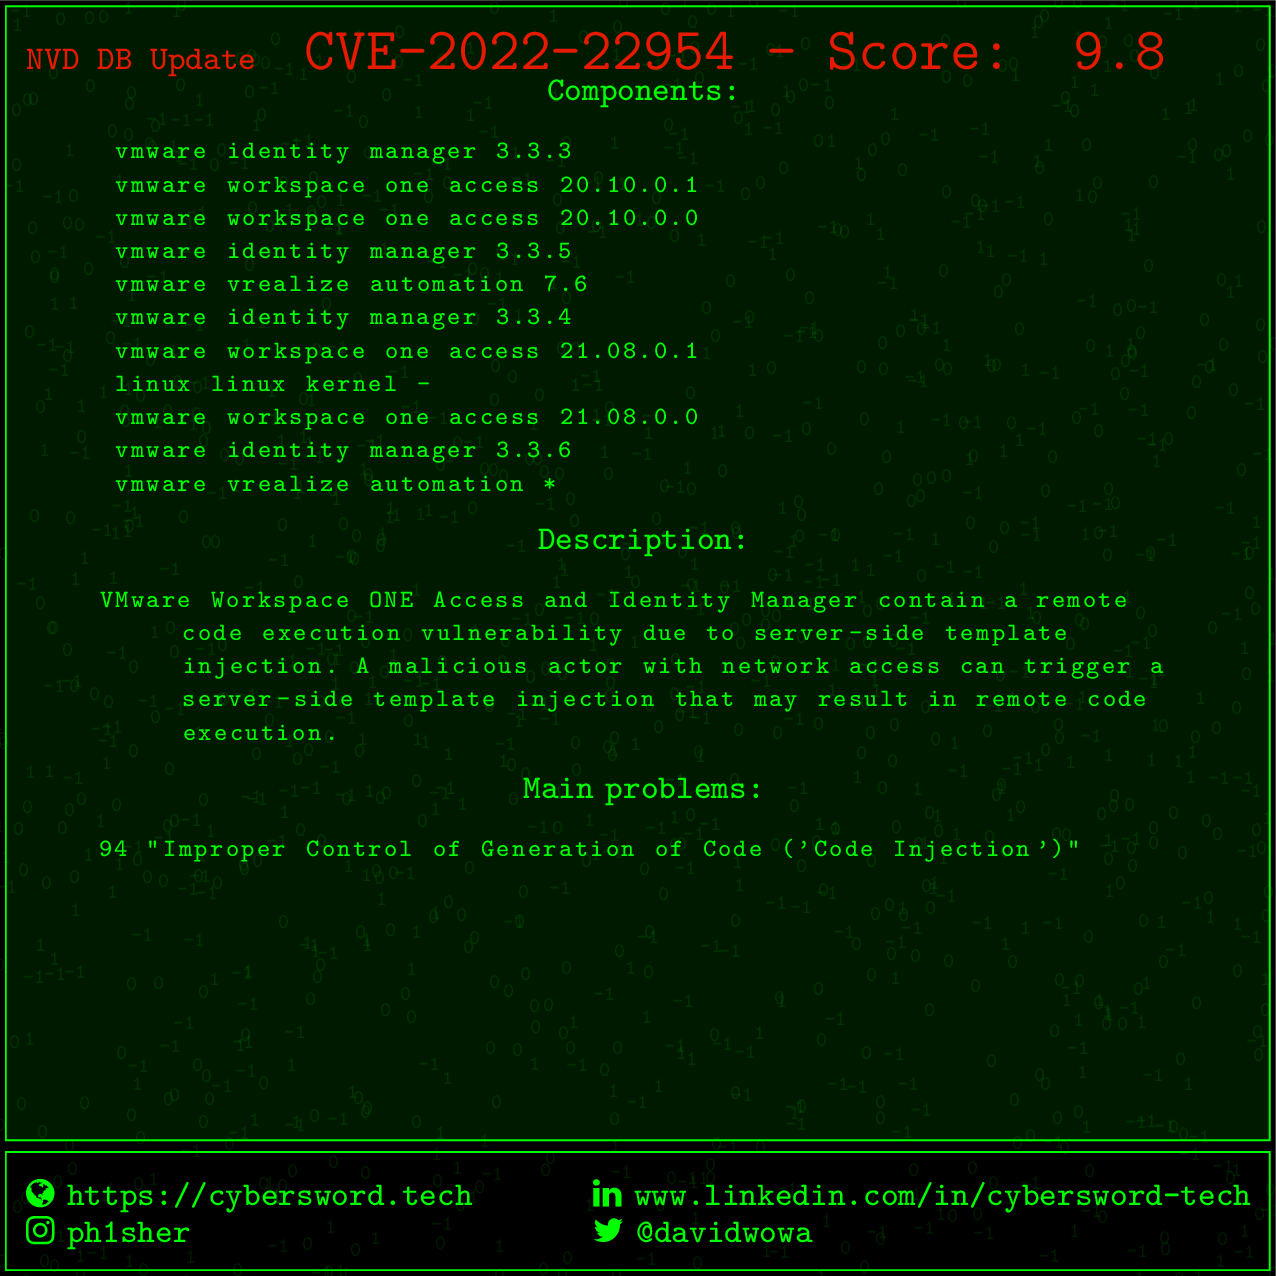 NVD DB Update CVE-2022-22954 - Score: 9.8
Components:
vmware identity manager 3.3.3
vmware workspace one access 20.10.0.1
vmware workspace one access 20.10.0.0
vmware identity manager 3.3.5
vmware vrealize automation 7.6
vmware identity manager 3.3.4
vmware workspace one access 21.08.0.1
linux linux kernel -
vmware workspace one access 21.08.0.0
vmware identity manager 3.3.6
vmware vrealize automation *
Description:
VMware Workspace ONE Access and Identity Manager contain a remote
code execution vulnerability due to server-side template
injection. A malicious actor with network access can trigger a
server-side template injection that may result in remote code
execution.
Main problems:
94 "Improper Control of Generation of Code ('Code Injection')"
https://cybersword.tech
www.linkedin.com/in/cybersword-tech
ph1sher
@davidwowa